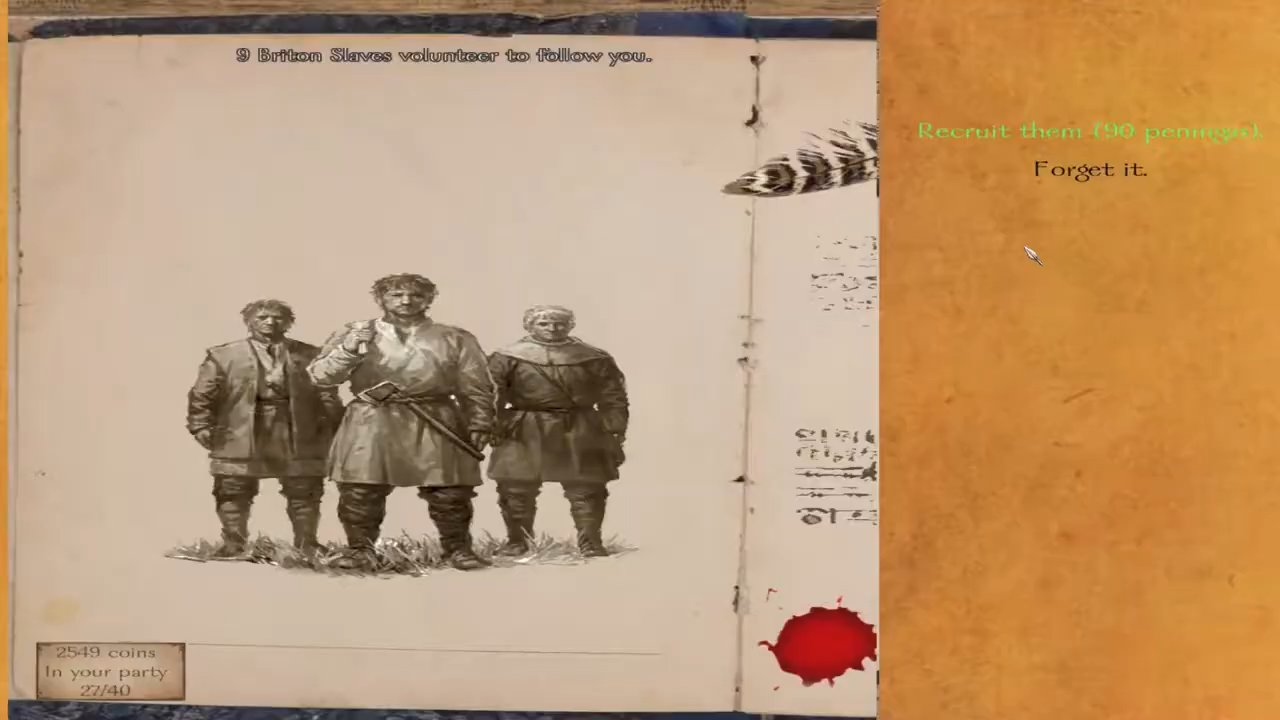 9 Briton Slaves volunteer to follow you.
Recruit them (90 peningas).
Forget it.
2549 coins
In your party
27/40